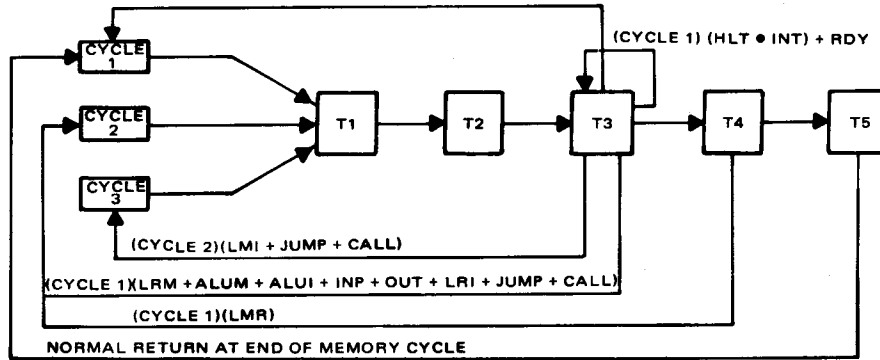 (CYCLE 1) (HLT • INT) + RDY
CYCLE
1
CYCLE
2
T1
T2
T3
T4
T5
CYCLE
3
(CYCLE 2)(LMI + JUMP + CALL)
(CYCLE 1)(LRM + ALUM + ALUI + INP + OUT + LRI + JUMP + CALL)
(CYCLE 1)(LMR)
NORMAL RETURN AT END OF MEMORY CYCLE